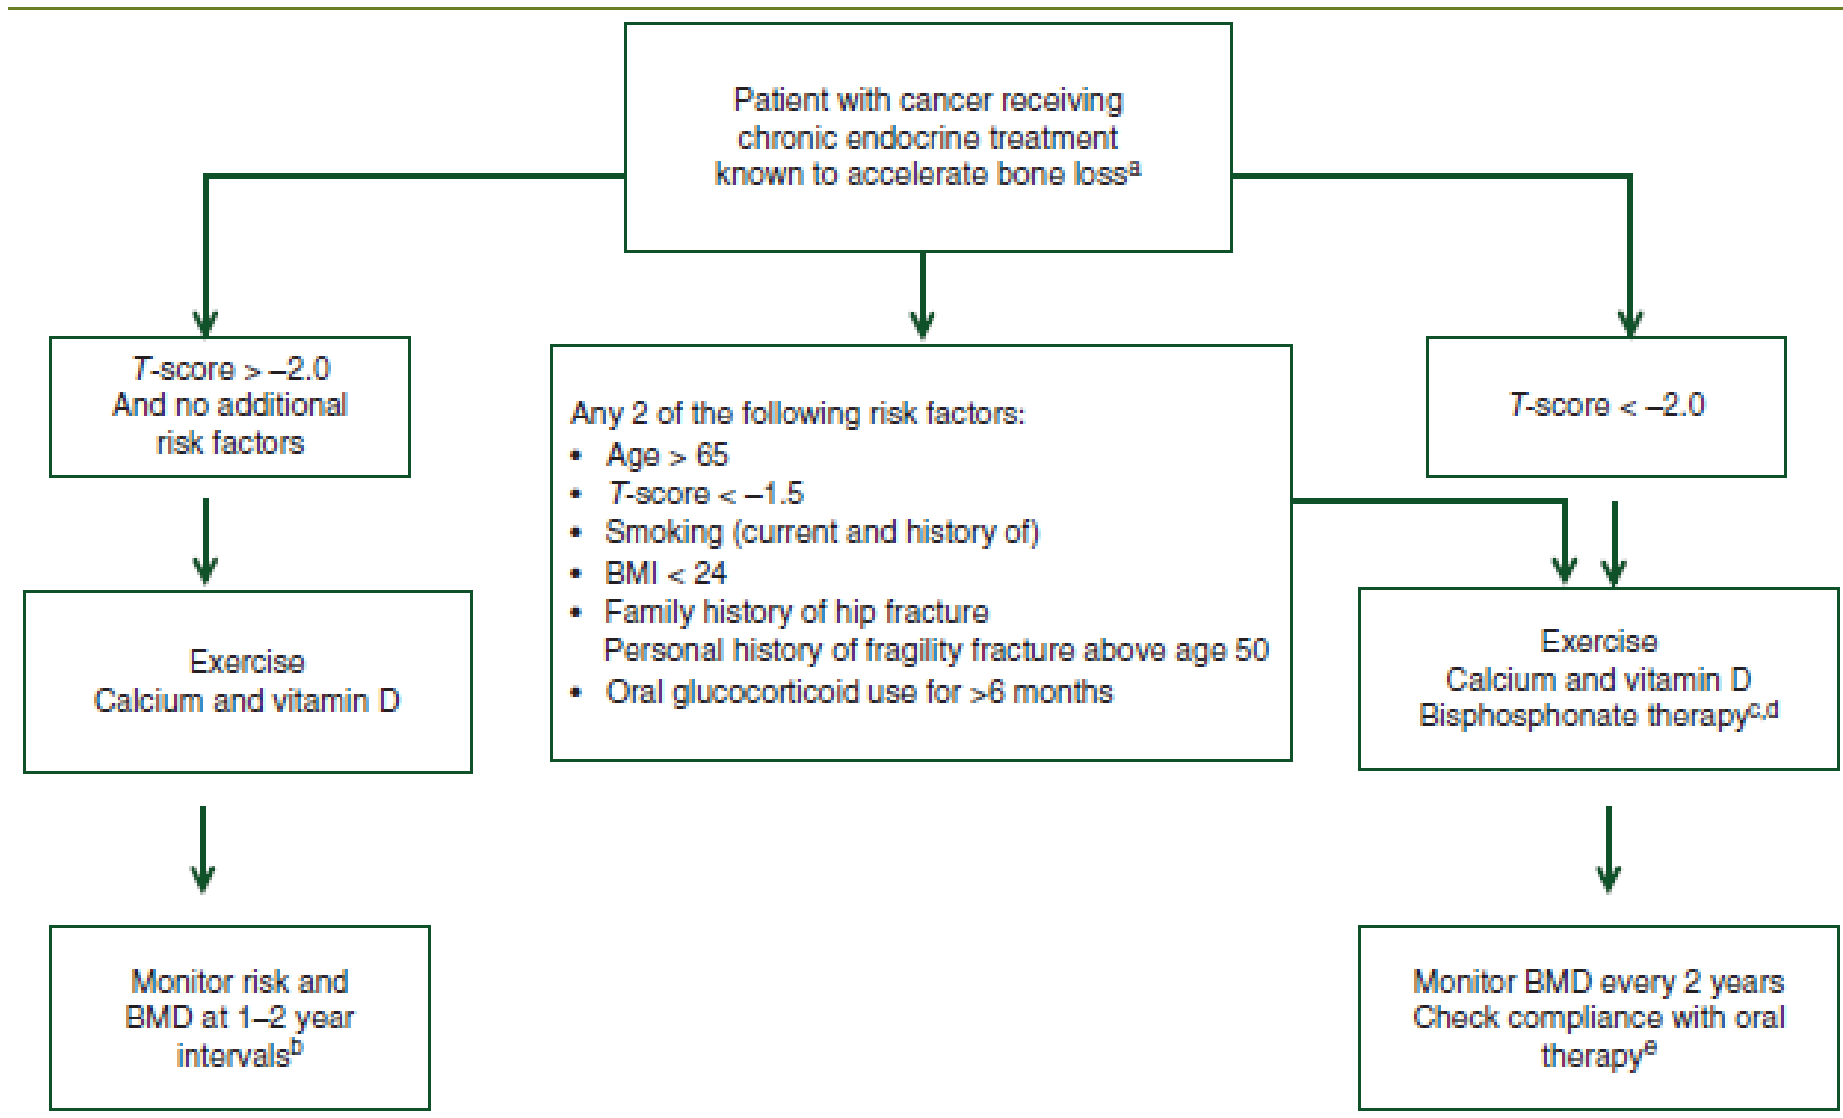 Patient with cancer receiving
chronic endocrine treatment
known to accelerate bone lossa
T-score > –2.0
And no additional
risk factors
Any 2 of the following risk factors:
• Age > 65
• T-score < –1.5
• Smoking (current and history of)
• BMI < 24
• Family history of hip fracture
Personal history of fragility fracture above age 50
• Oral glucocorticoid use for >6 months
T-score < –2.0
Exercise
Calcium and vitamin D
Exercise
Calcium and vitamin D
Bisphosphonate therapyc,d
Monitor risk and
BMD at 1–2 year
intervalsb
Monitor BMD every 2 years
Check compliance with oral
therapye